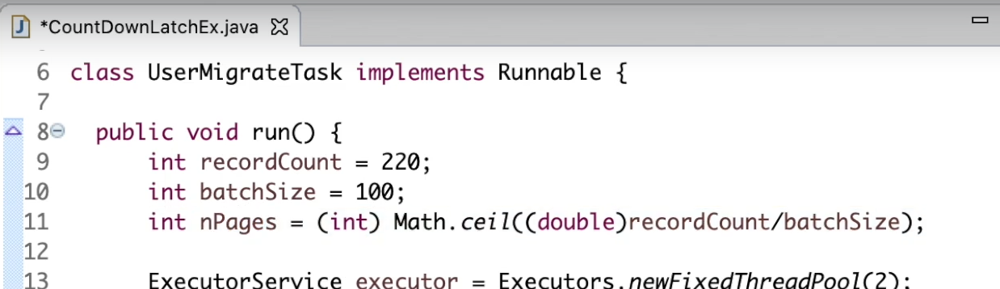 *CountDownLatchEx.java
6 class UserMigrateTask implements Runnable {
7
8 public void run() {
9 int recordCount = 220;
10 int batchSize = 100;
11 int nPages = (int) Math.ceil((double)recordCount/batchSize);
12
13 ExecutorService executor = Executors.newFixedThreadPool(2);